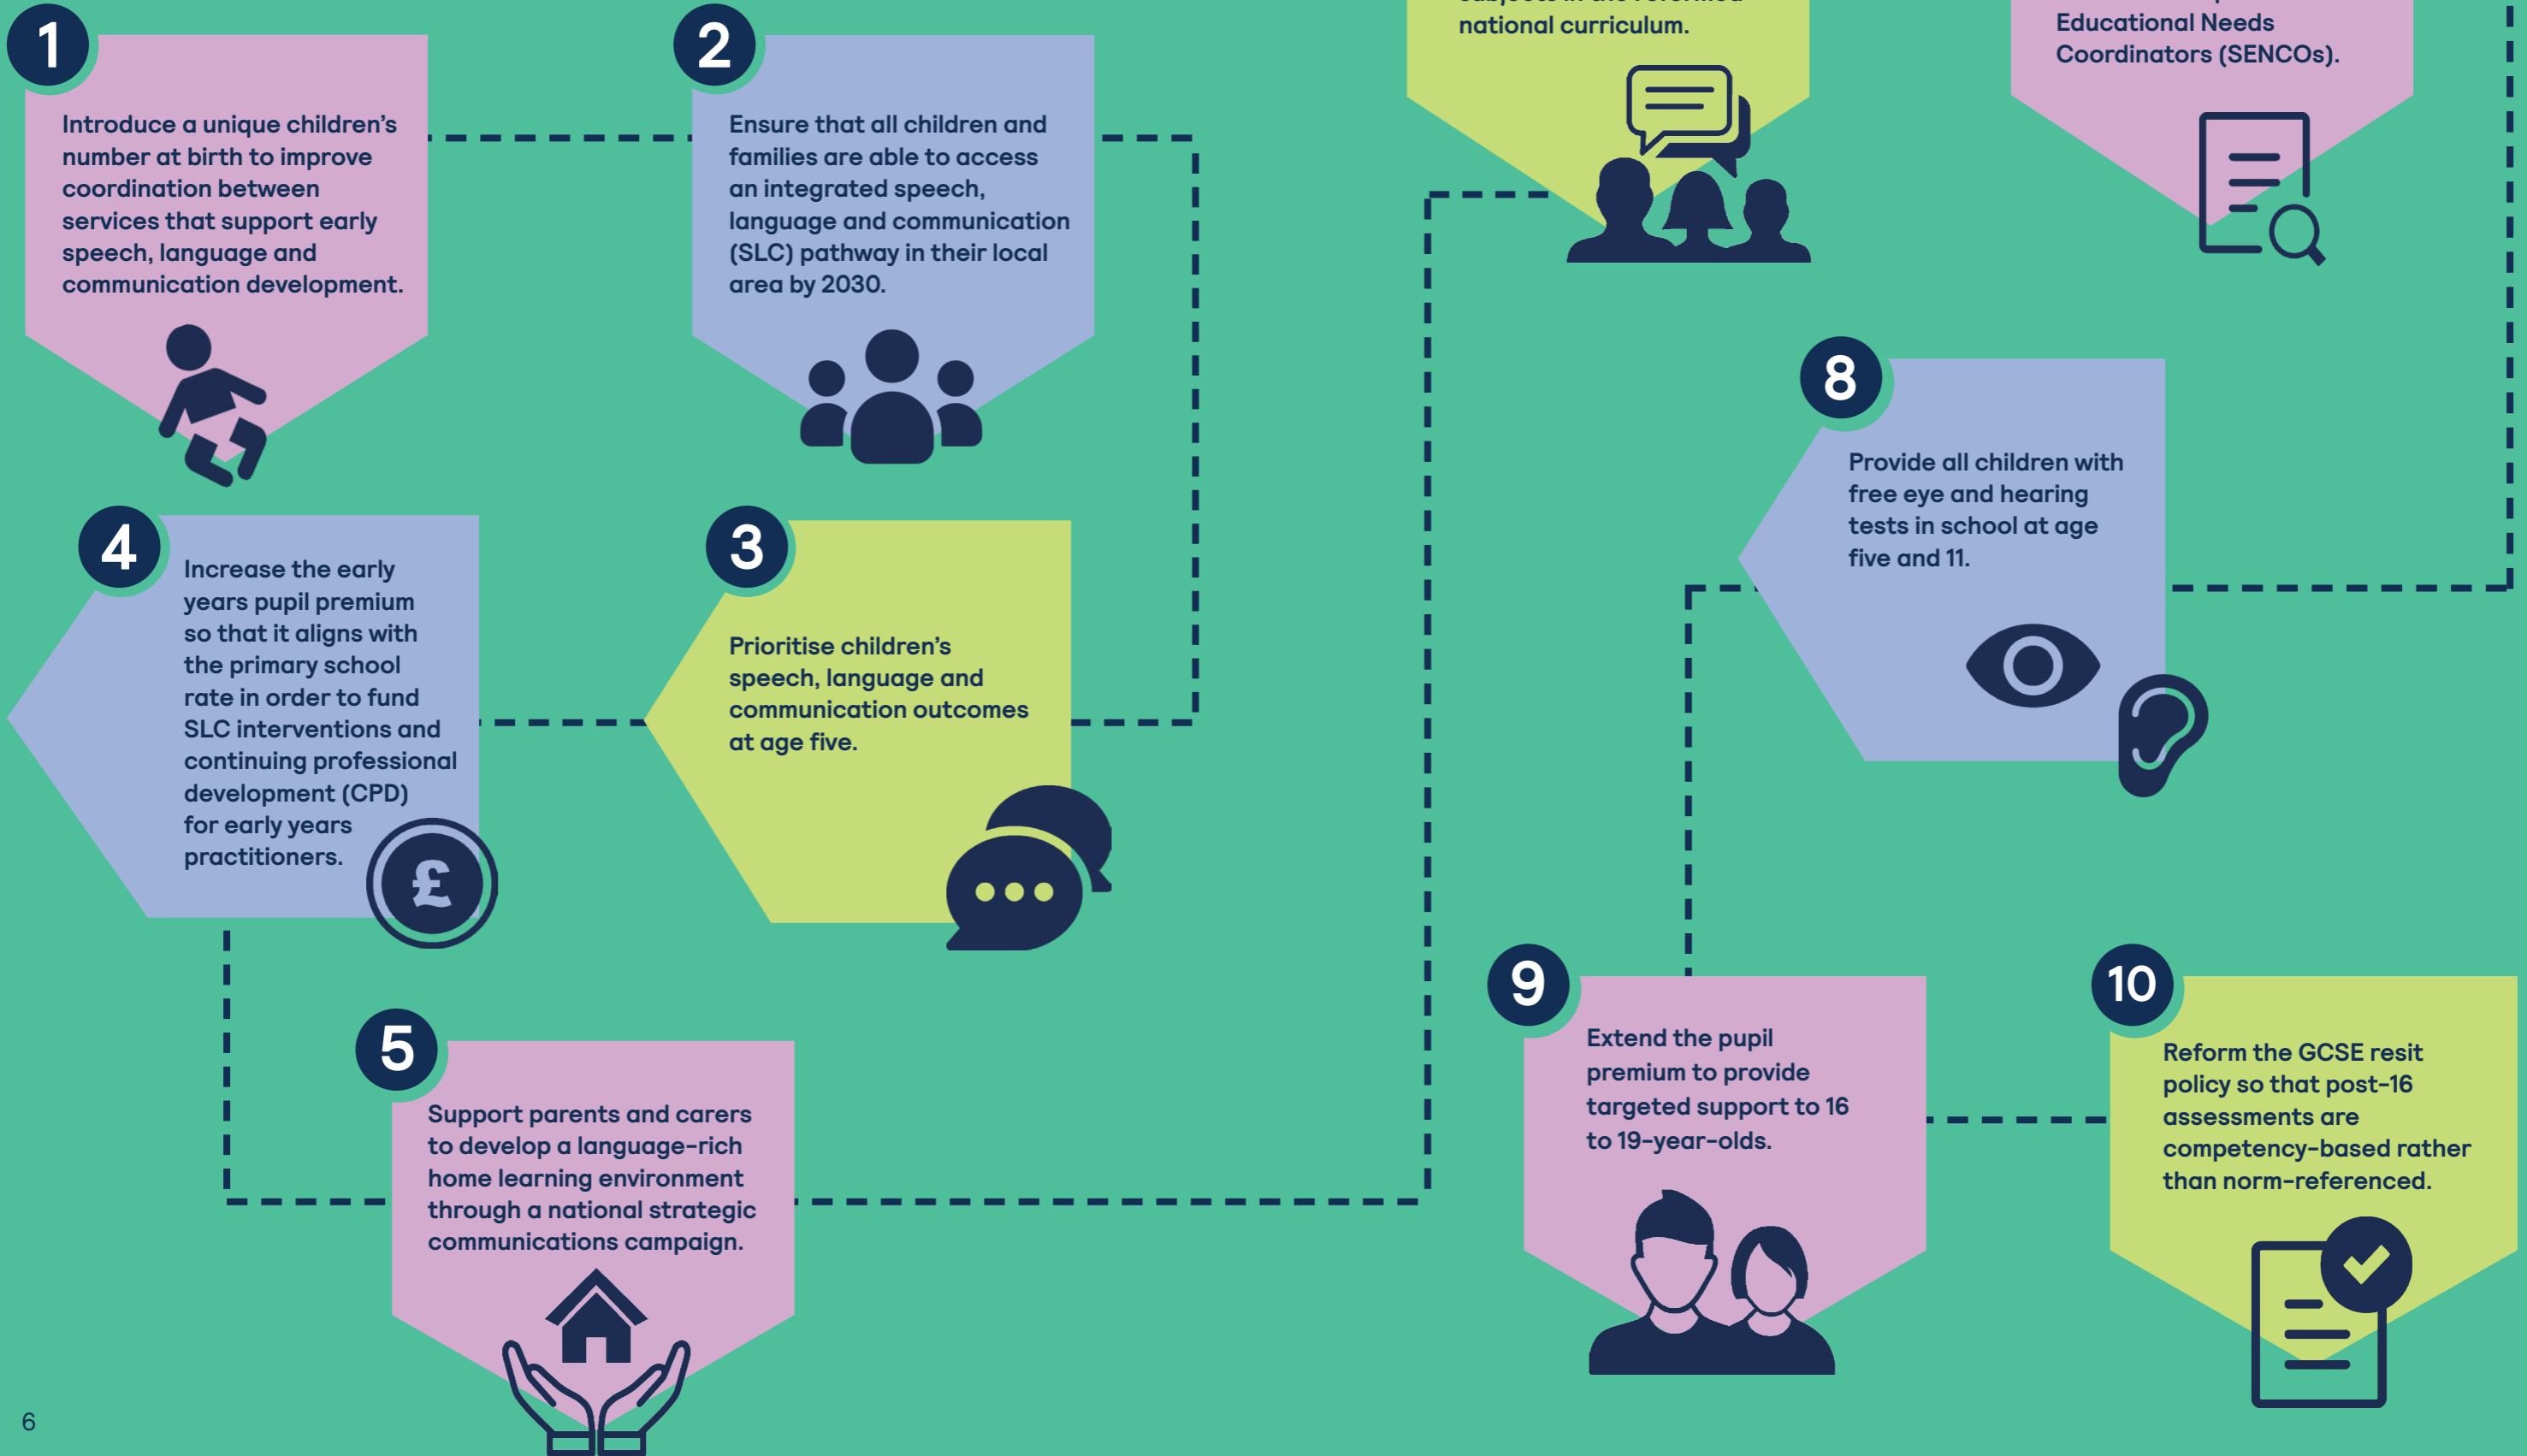 1
Introduce a unique children's
number at birth to improve
coordination between
services that support early
speech, language and
communication development.
2
Ensure that all children and
families are able to access
an integrated speech,
language and communication
(SLC) pathway in their local
area by 2030.
3
Prioritise children's
speech, language and
communication outcomes
at age five.
4
Increase the early
years pupil premium
so that it aligns with
the primary school
rate in order to fund
SLC interventions and
continuing professional
development (CPD)
for early years
practitioners.
£
5
Support parents and carers
to develop a language-rich
home learning environment
through a national strategic
communications campaign.
national curriculum.
Educational Needs
Coordinators (SENCOs).
8
Provide all children with
free eye and hearing
tests in school at age
five and 11.
9
Extend the pupil
premium to provide
targeted support to 16
to 19-year-olds.
10
Reform the GCSE resit
policy so that post-16
assessments are
competency-based rather
than norm-referenced.
6